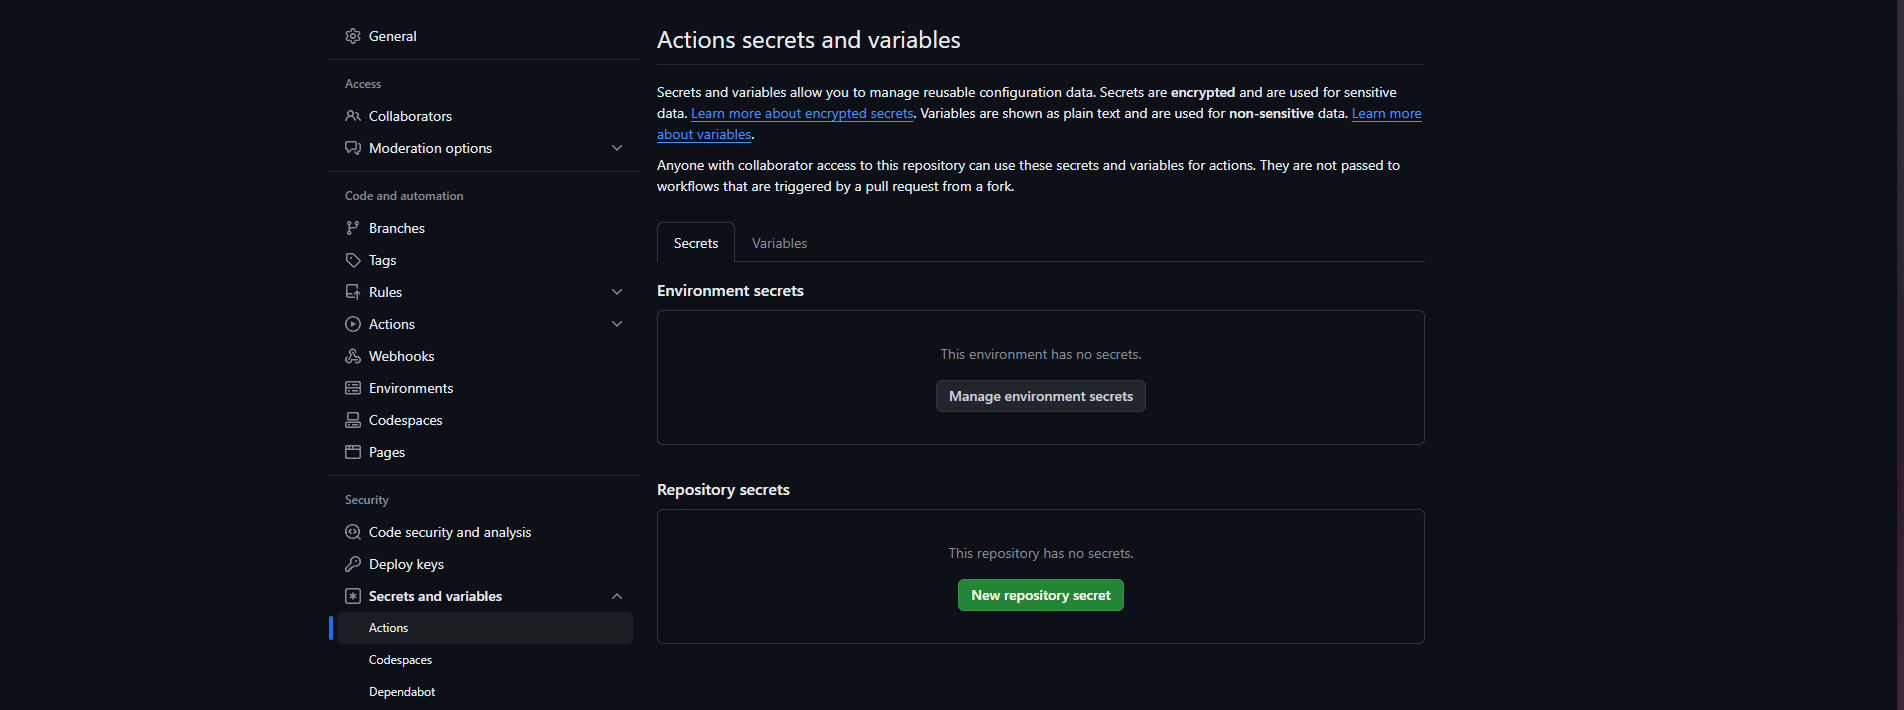 General
Access
Collaborators
Moderation options
Code and automation
Branches
Tags
Rules
Actions
Webhooks
Environments
Codespaces
Pages
Security
Code security and analysis
Deploy keys
Secrets and variables
Actions
Codespaces
Dependabot
Actions secrets and variables
Secrets and variables allow you to manage reusable configuration data. Secrets are encrypted and are used for sensitive
data. Learn more about encrypted secrets. Variables are shown as plain text and are used for non-sensitive data. Learn more
about variables.
Anyone with collaborator access to this repository can use these secrets and variables for actions. They are not passed to
workflows that are triggered by a pull request from a fork.
Secrets
Variables
Environment secrets
This environment has no secrets.
Manage environment secrets
Repository secrets
This repository has no secrets.
New repository secret